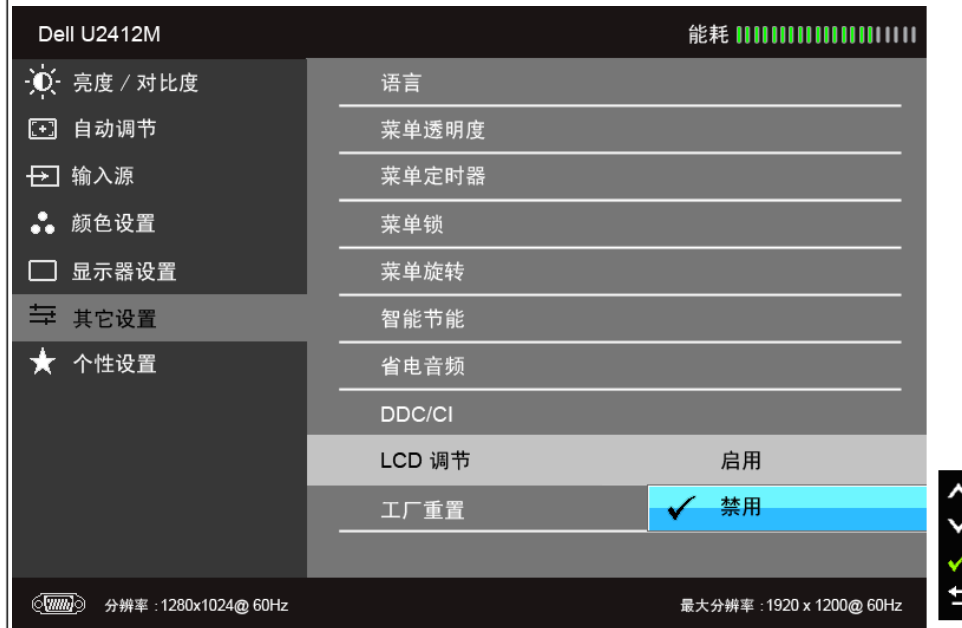 Dell U2412M 能耗
亮度 / 对比度
自动调节
输入源
颜色设置
显示器设置
其它设置
个性设置
语言
菜单透明度
菜单定时器
菜单锁
菜单旋转
智能节能
省电音频
DDC/CI
LCD 调节 启用
工厂重置 禁用
分辨率 : 1280x1024@ 60Hz 最大分辨率 : 1920 x 1200@ 60Hz